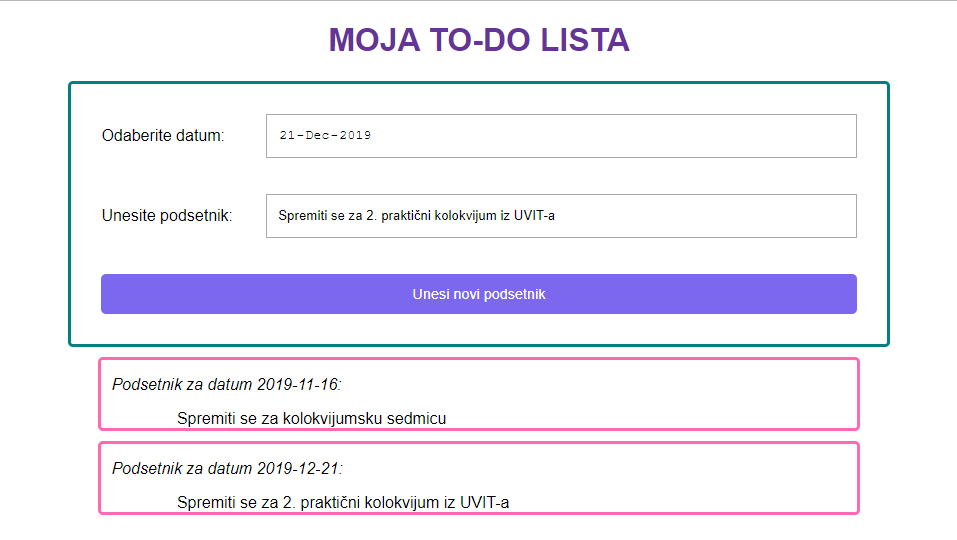 MOJA TO-DO LISTA
Odaberite datum:
21-Dec-2019
Unesite podsetnik:
Spremiti se za 2. praktični kolokvijum iz UVIT-a
Unesi novi podsetnik
Podsetnik za datum 2019-11-16:
Spremiti se za kolokvijumsku sedmicu
Podsetnik za datum 2019-12-21:
Spremiti se za 2. praktični kolokvijum iz UVIT-a